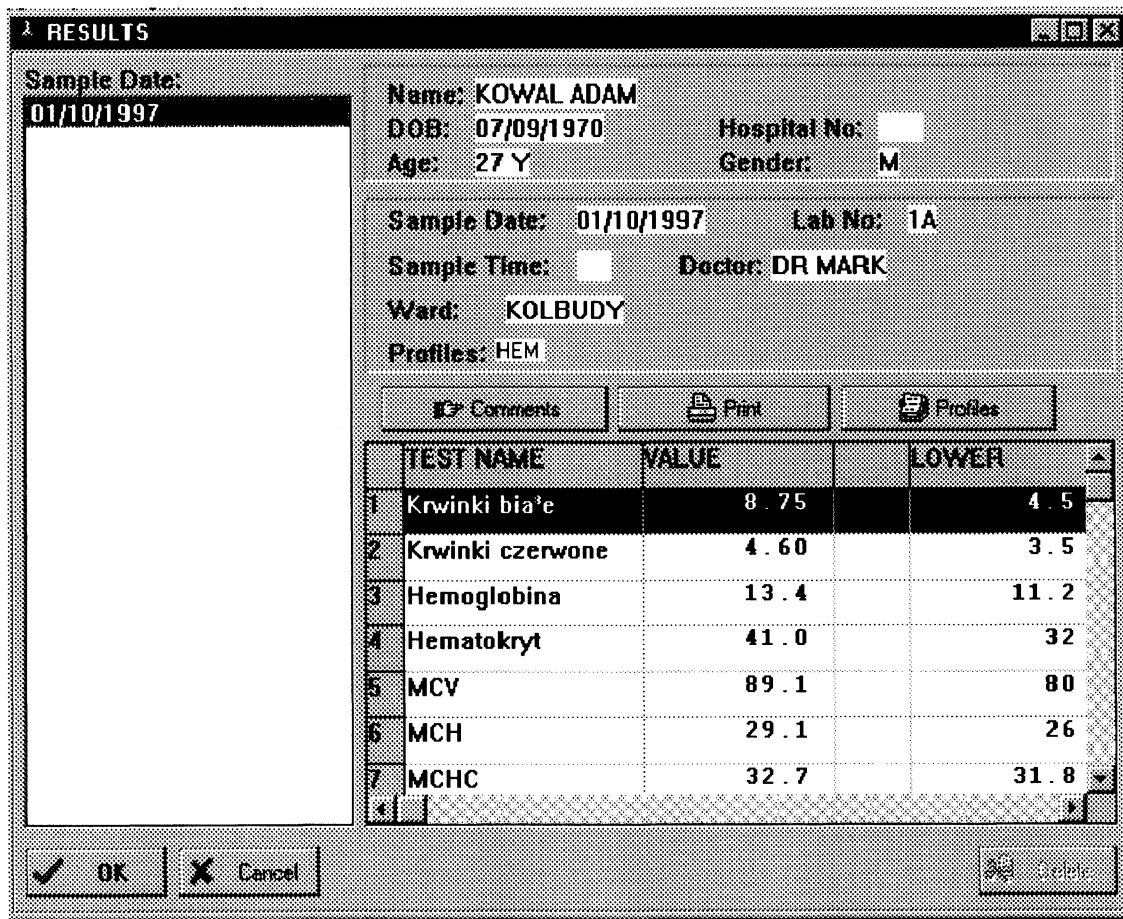 RESULTS
Sample Date:
01/10/1997
Name: KOWAL ADAM
DOB: 07/09/1970 Hospital No:
Age: 27 Y Gender: M
Sample Date: 01/10/1997 Lab No: 1A
Sample Time: Doctor: DR MARK
Ward: KOLBUDY
Profiles: HEM
Comments Print Profiles
TEST NAME VALUE LOWER
1 Krwinki bia³e 8.75 4.5
2 Krwinki czerwone 4.60 3.5
3 Hemoglobina 13.4 11.2
4 Hematokryt 41.0 32
5 MCV 89.1 80
6 MCH 29.1 26
7 MCHC 32.7 31.8
OK Cancel Delete